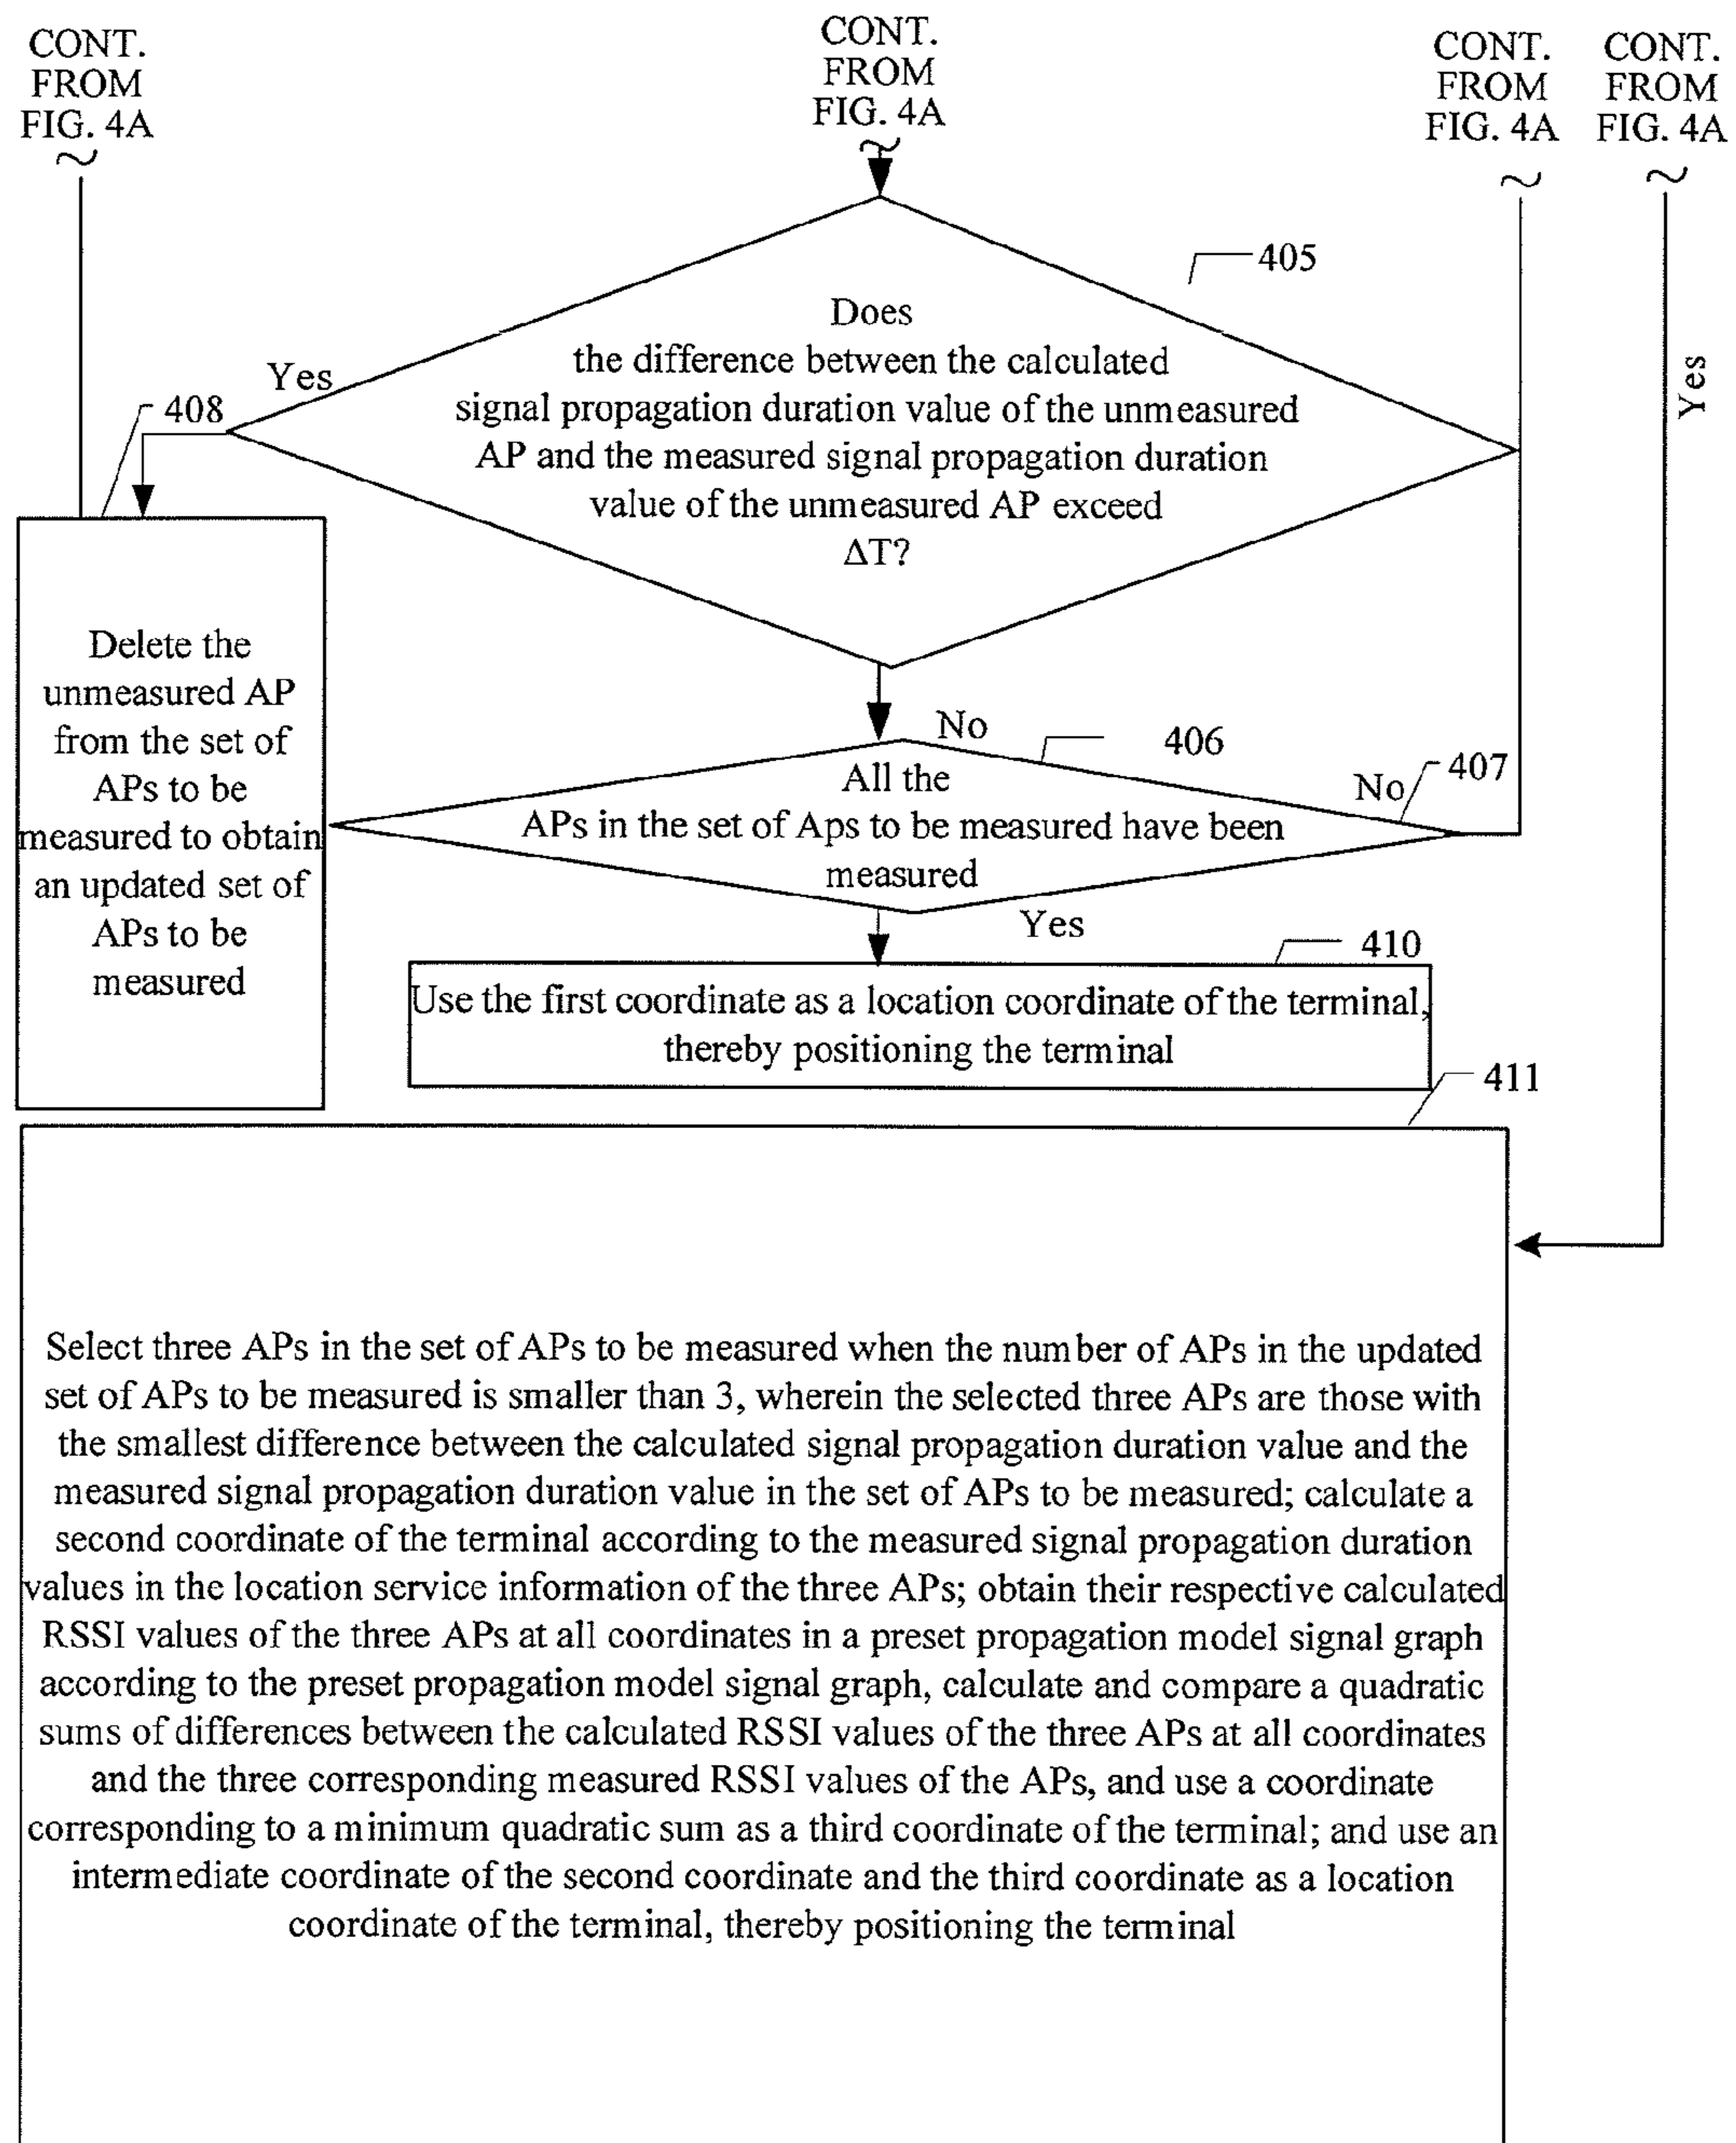 CONT.
FROM
FIG. 4A
CONT.
FROM
FIG. 4A
CONT.
FROM
FIG. 4A
CONT.
FROM
FIG. 4A
405
Does
the difference between the calculated
signal propagation duration value of the unmeasured
AP and the measured signal propagation duration
value of the unmeasured AP exceed
ΔT?
Yes
Yes
408
Delete the
unmeasured AP
from the set of
APs to be
measured to obtain
an updated set of
APs to be
measured
No
406
No
407
All the
APs in the set of Aps to be measured have been
measured
Yes
410
Use the first coordinate as a location coordinate of the terminal,
thereby positioning the terminal
411
Select three APs in the set of APs to be measured when the number of APs in the updated
set of APs to be measured is smaller than 3, wherein the selected three APs are those with
the smallest difference between the calculated signal propagation duration value and the
measured signal propagation duration value in the set of APs to be measured; calculate a
second coordinate of the terminal according to the measured signal propagation duration
values in the location service information of the three APs; obtain their respective calculated
RSSI values of the three APs at all coordinates in a preset propagation model signal graph
according to the preset propagation model signal graph, calculate and compare a quadratic
sums of differences between the calculated RSSI values of the three APs at all coordinates
and the three corresponding measured RSSI values of the APs, and use a coordinate
corresponding to a minimum quadratic sum as a third coordinate of the terminal; and use an
intermediate coordinate of the second coordinate and the third coordinate as a location
coordinate of the terminal, thereby positioning the terminal